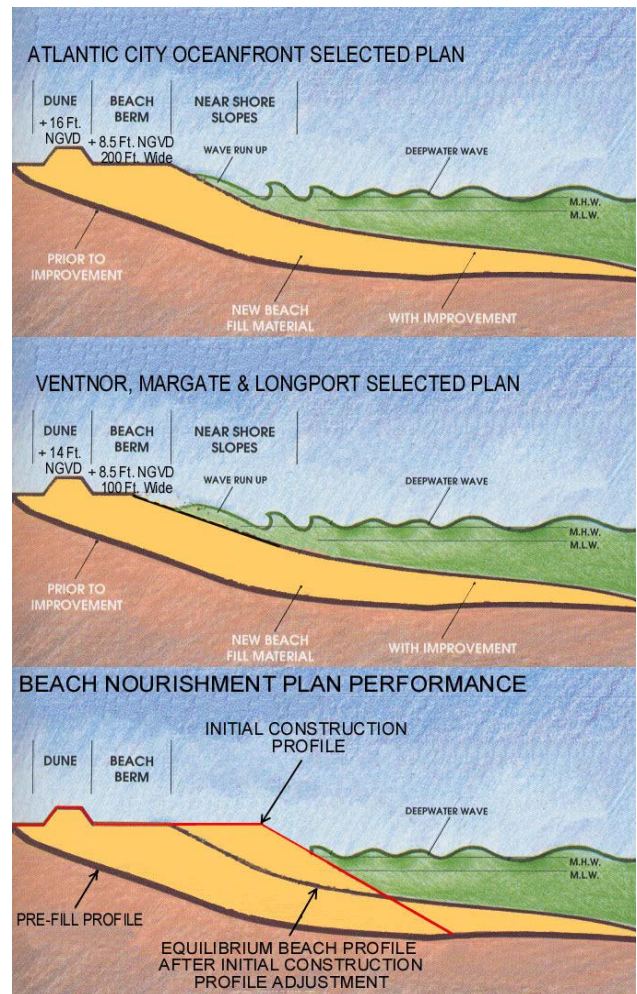 ATLANTIC CITY OCEANFRONT SELECTED PLAN
DUNE
+ 16 Ft.
NGVD
BEACH
BERM
+ 8.5 Ft. NGVD
200 Ft. Wide
NEAR SHORE
SLOPES
WAVE RUN UP
DEEPWATER WAVE
M.H.W.
M.L.W.
PRIOR TO
IMPROVEMENT
NEW BEACH
FILL MATERIAL
WITH IMPROVEMENT
VENTNOR, MARGATE & LONGPORT SELECTED PLAN
DUNE
+ 14 Ft.
NGVD
BEACH
BERM
+ 8.5 Ft. NGVD
100 Ft. Wide
NEAR SHORE
SLOPES
WAVE RUN UP
DEEPWATER WAVE
M.H.W.
M.L.W.
PRIOR TO
IMPROVEMENT
NEW BEACH
FILL MATERIAL
WITH IMPROVEMENT
BEACH NOURISHMENT PLAN PERFORMANCE
INITIAL CONSTRUCTION
PROFILE
DUNE
BEACH
BERM
DEEPWATER WAVE
M.H.W.
M.L.W.
PRE-FILL PROFILE
EQUILIBRIUM BEACH PROFILE
AFTER INITIAL CONSTRUCTION
PROFILE ADJUSTMENT